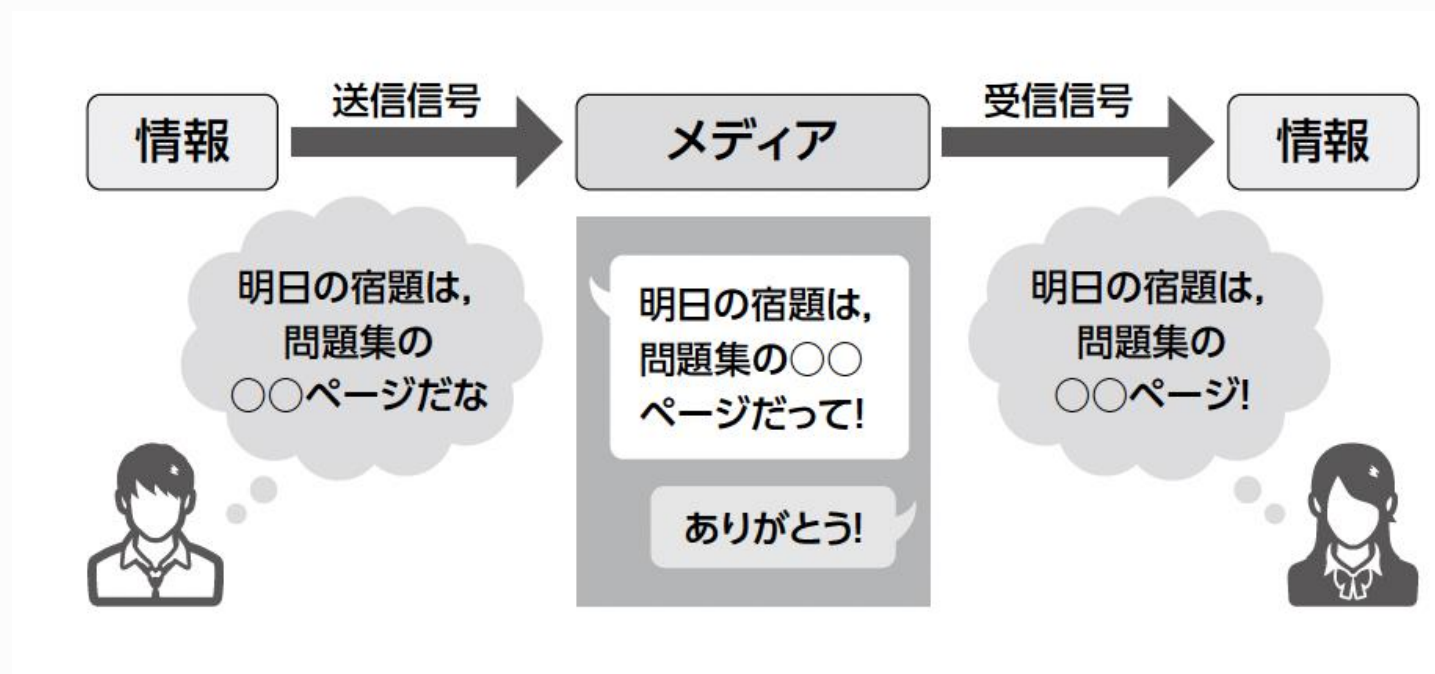 情報
送信信号
メディア
受信信号
情報
明日の宿題は,
問題集の
○○ページだな
明日の宿題は,
問題集の○○
ページだって!
ありがとう!
明日の宿題は,
問題集の
○○ページ!